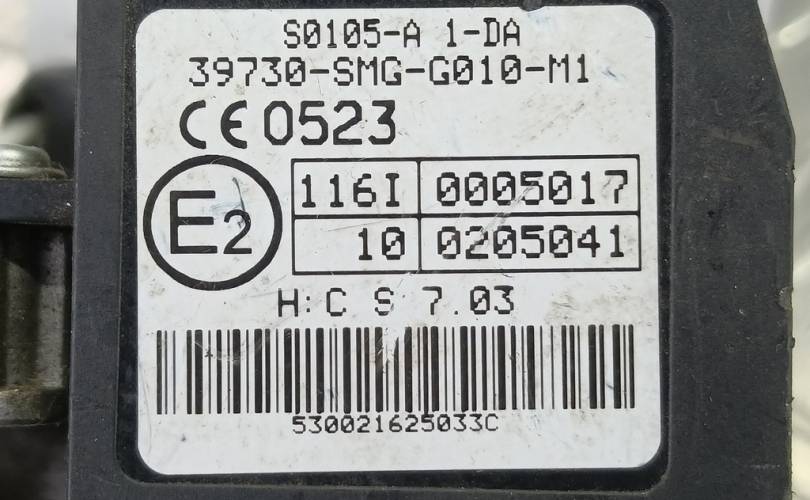 S0105-A 1-DA
39730-SMG-G010-M1
CE 0523
E2
116I 0005017
10 0205041
H: C S 7.03
530021625033C